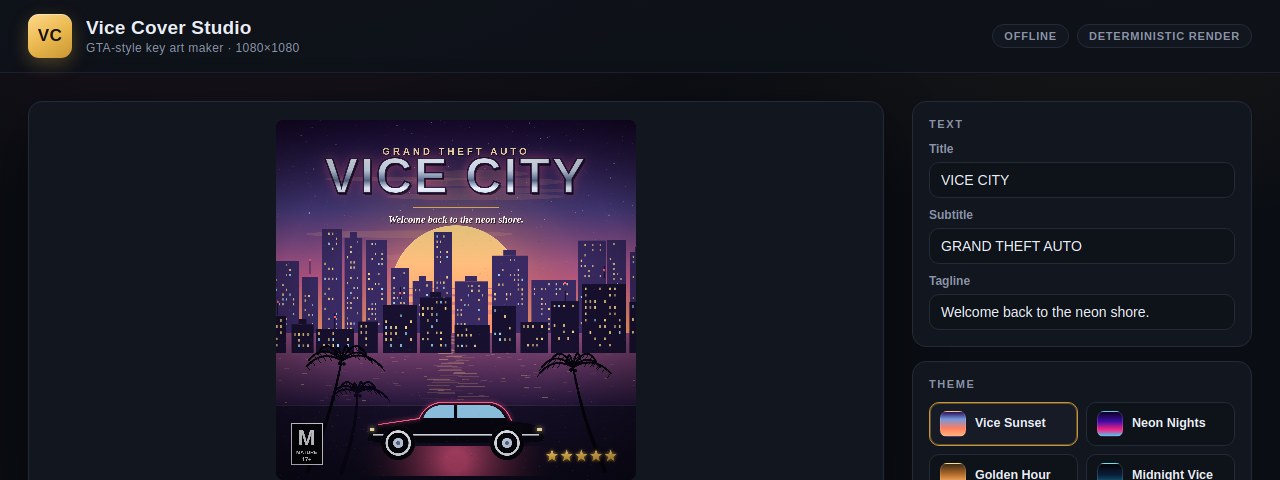 VC
Vice Cover Studio
GTA-style key art maker · 1080×1080
OFFLINE
DETERMINISTIC RENDER
GRAND THEFT AUTO
VICE CITY
Welcome back to the neon shore.
M
MATURE
17+
TEXT
Title
VICE CITY
Subtitle
GRAND THEFT AUTO
Tagline
Welcome back to the neon shore.
THEME
Vice Sunset
Neon Nights
Golden Hour
Midnight Vice